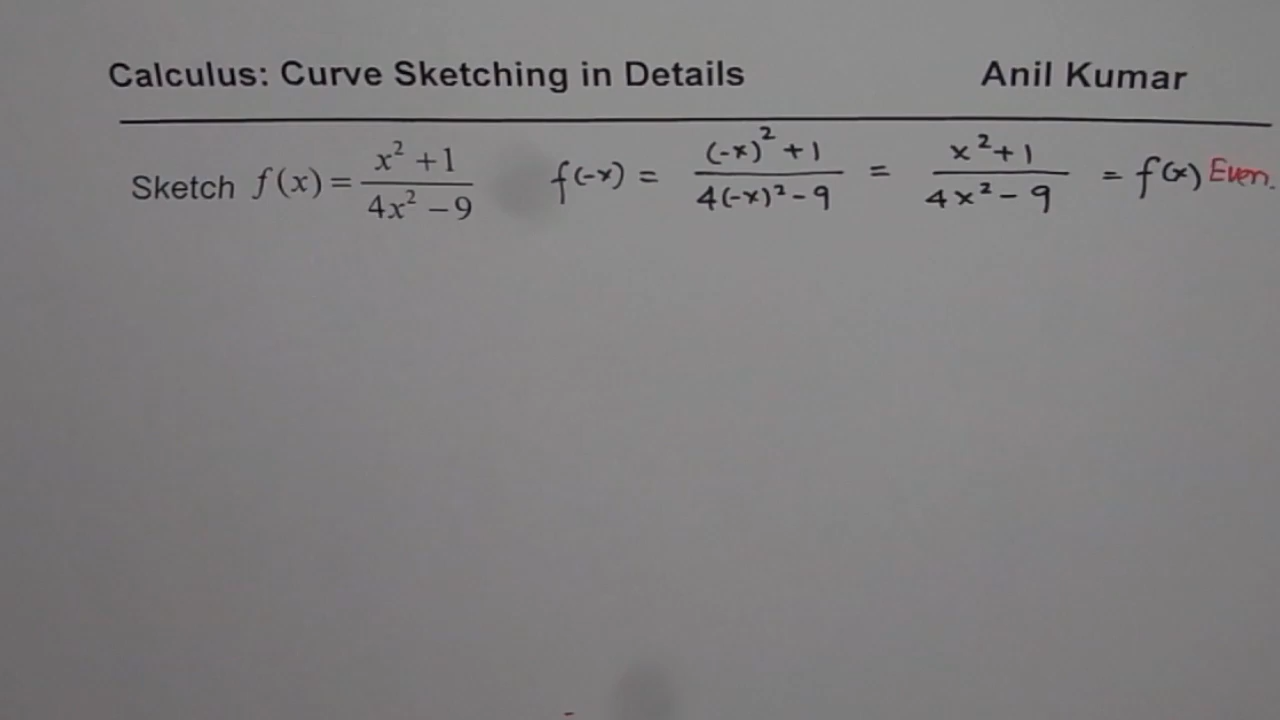 Calculus: Curve Sketching in Details Anil Kumar
Sketch f(x) = (x² + 1)/(4x² − 9) f(-x) = ((-x)² + 1)/(4(-x)² - 9) = (x² + 1)/(4x² - 9) = f(x) Even.